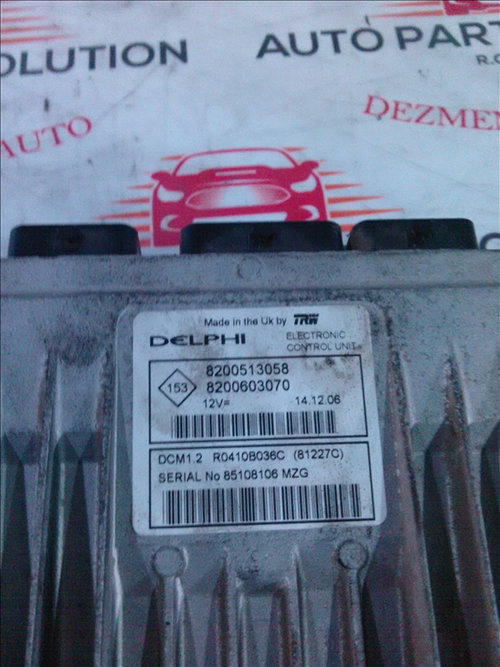 OLUTION
AUTO PART
R.C
AUTO
DEZMEN
Made in the Uk by TRW
DELPHI
ELECTRONIC
CONTROL UNIT
153
8200513058
8200603070
12V=
14.12.06
DCM1.2 R0410B036C (81227C)
SERIAL No 85108106 MZG